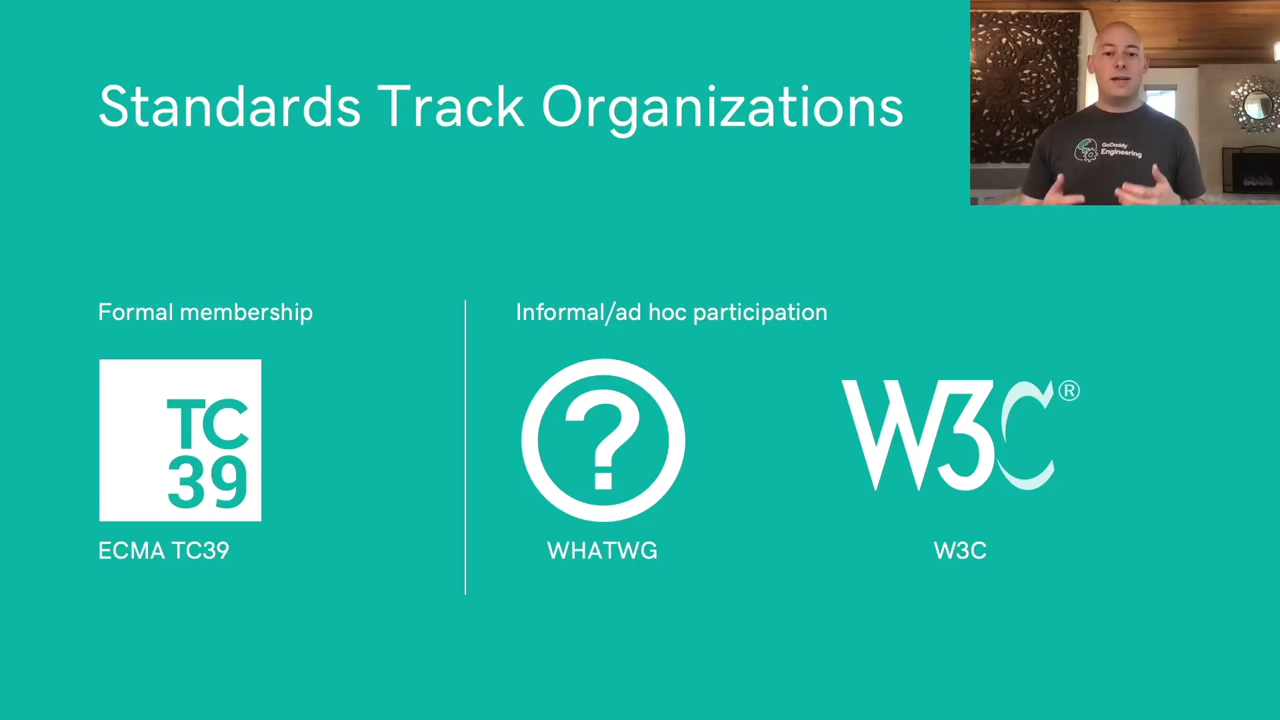 Standards Track Organizations
GoDaddy
Engineering
Formal membership
Informal/ad hoc participation
TC
39
?
W3C®
ECMA TC39
WHATWG
W3C